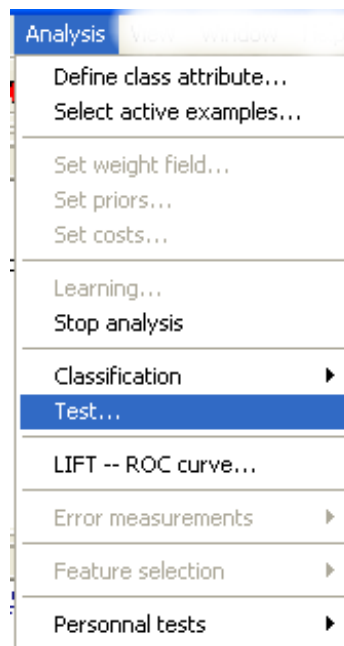 Analysis
Define class attribute...
Select active examples...
Set weight field...
Set priors...
Set costs...
Learning...
Stop analysis
Classification
Test...
LIFT -- ROC curve...
Error measurements
Feature selection
Personnal tests